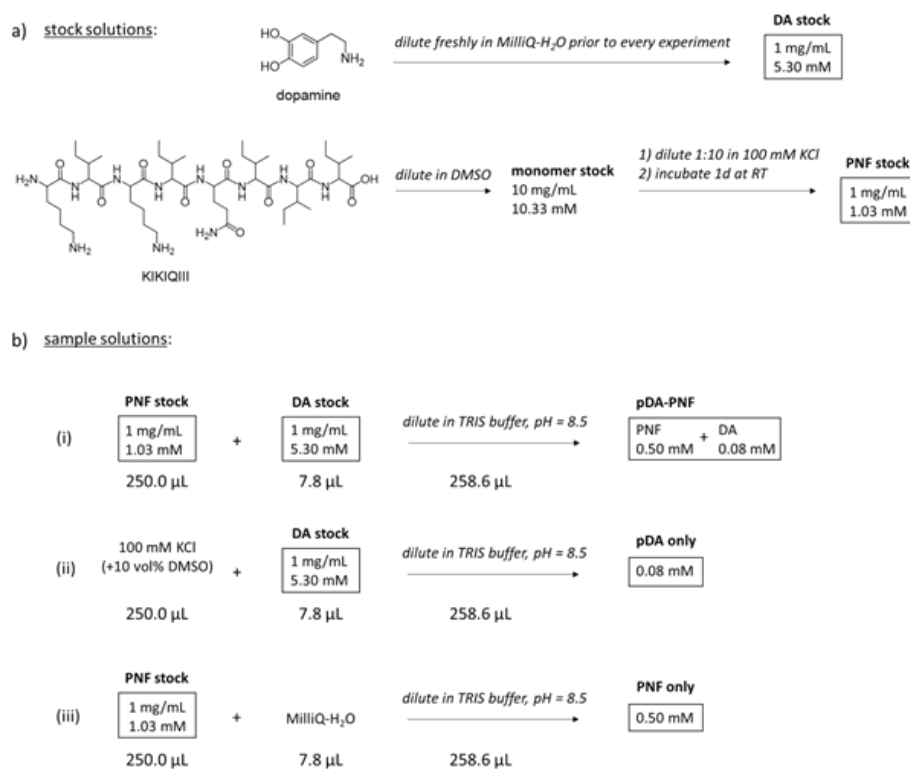 a) stock solutions:
DA stock
HO
HO
NH2
dopamine
dilute freshly in MilliQ-H2O prior to every experiment
1 mg/mL
5.30 mM
H2N
O
N
H
O
H
N
O
N
H
O
H
N
O
N
H
O
H
N
O
N
H
O
OH
NH2
NH2
H2N
O
KIKIQIII
dilute in DMSO
monomer stock
10 mg/mL
10.33 mM
1) dilute 1:10 in 100 mM KCl
2) incubate 1d at RT
PNF stock
1 mg/mL
1.03 mM
b) sample solutions:
(i)
PNF stock
1 mg/mL
1.03 mM
250.0 µL
+
DA stock
1 mg/mL
5.30 mM
7.8 µL
dilute in TRIS buffer, pH = 8.5
258.6 µL
pDA-PNF
PNF + DA
0.50 mM 0.08 mM
(ii)
100 mM KCl
(+10 vol% DMSO)
250.0 µL
+
DA stock
1 mg/mL
5.30 mM
7.8 µL
dilute in TRIS buffer, pH = 8.5
258.6 µL
pDA only
0.08 mM
(iii)
PNF stock
1 mg/mL
1.03 mM
250.0 µL
+
MilliQ-H2O
7.8 µL
dilute in TRIS buffer, pH = 8.5
258.6 µL
PNF only
0.50 mM